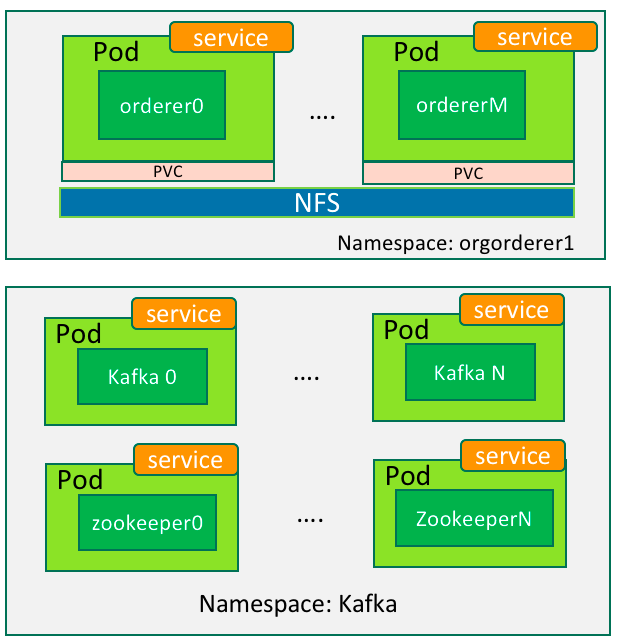 service
service
Pod
Pod
orderer0
....
ordererM
PVC
PVC
NFS
Namespace: orgorderer1
service
service
Pod
Pod
Kafka 0
....
Kafka N
service
service
Pod
Pod
zookeeper0
....
ZookeeperN
Namespace: Kafka